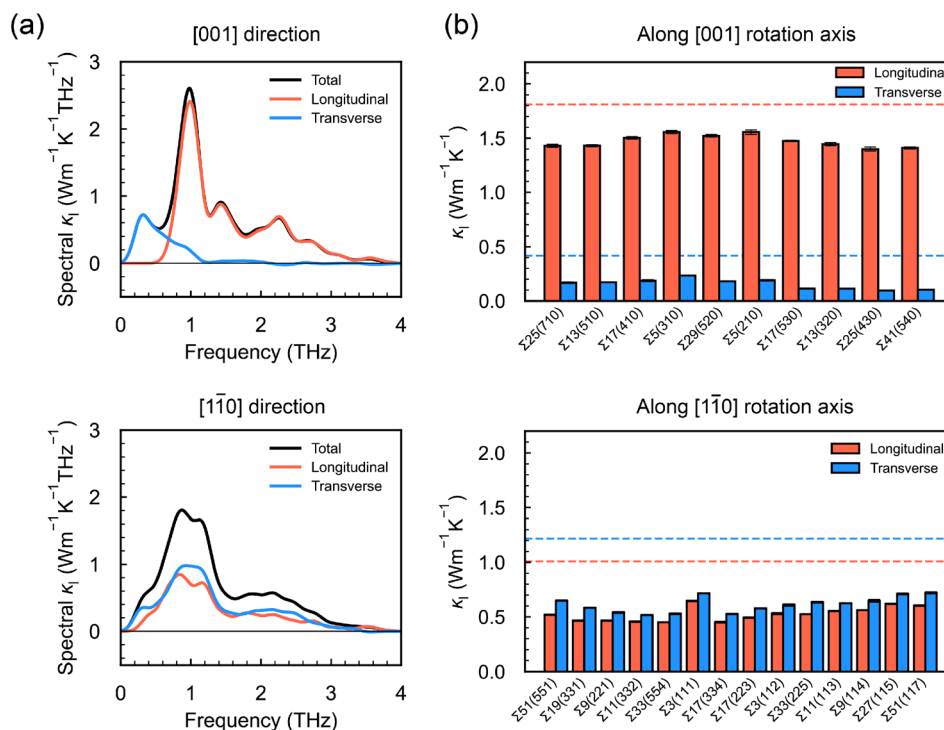 (a)
[001] direction
Spectral κl (Wm−1K−1THz−1)
3
2
1
0
Total
Longitudinal
Transverse
0 1 2 3 4
Frequency (THz)
(b)
Along [001] rotation axis
κl (Wm−1K−1)
2.0
1.5
1.0
0.5
0.0
Longitudinal
Transverse
Σ25(710) Σ13(510) Σ17(410) Σ5(310) Σ29(520) Σ5(210) Σ17(530) Σ13(320) Σ25(430) Σ41(540)
[11̄0] direction
Spectral κl (Wm−1K−1THz−1)
3
2
1
0
Total
Longitudinal
Transverse
0 1 2 3 4
Frequency (THz)
Along [11̄0] rotation axis
κl (Wm−1K−1)
2.0
1.5
1.0
0.5
0.0
Longitudinal
Transverse
Σ51(551) Σ19(331) Σ9(221) Σ11(332) Σ33(554) Σ3(111) Σ17(334) Σ17(223) Σ3(112) Σ33(225) Σ11(113) Σ9(114) Σ27(115) Σ51(117)